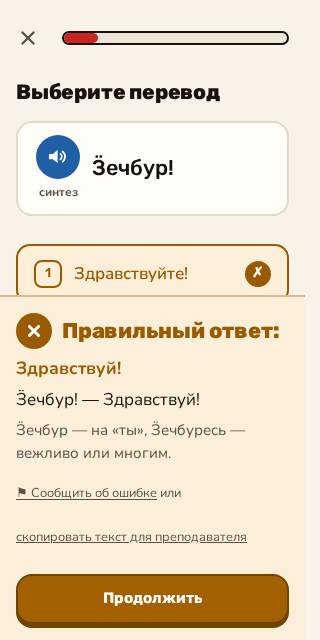 Выберите перевод
Ӟечбур!
синтез
1 Здравствуйте!
Правильный ответ:
Здравствуй!
Ӟечбур! — Здравствуй!
Ӟечбур — на «ты», Ӟечбуресь —
вежливо или многим.
Сообщить об ошибке или
скопировать текст для преподавателя
Продолжить